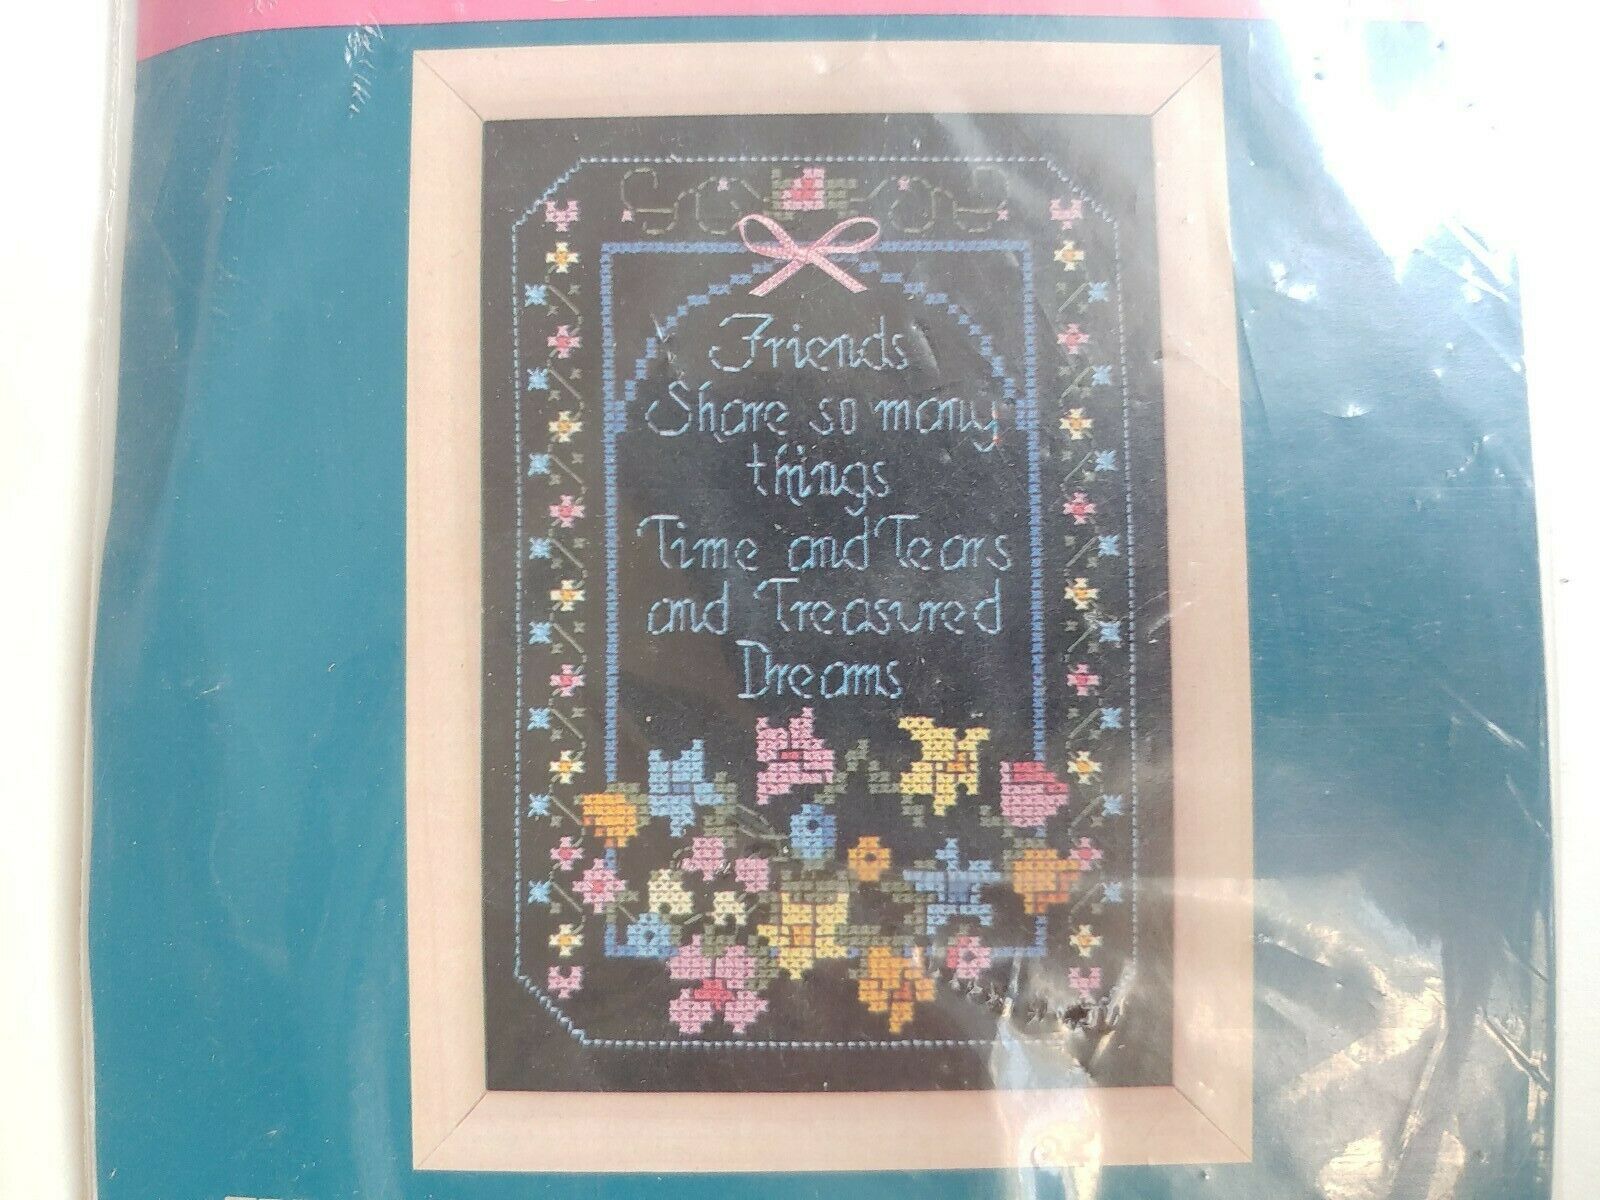 Friends
Share so many
things
Time and Tears
and Treasured
Dreams